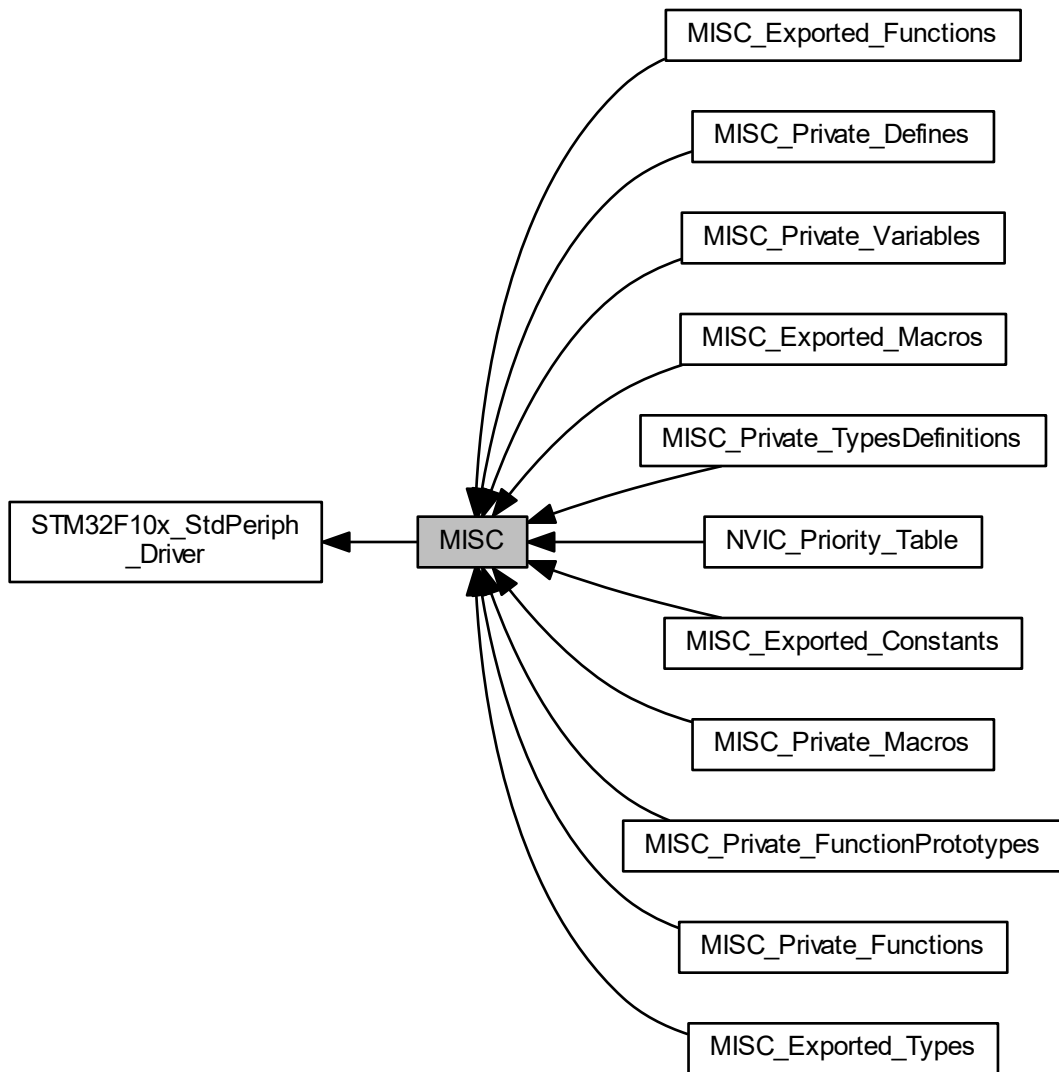 MISC_Exported_Functions
MISC_Private_Defines
MISC_Private_Variables
MISC_Exported_Macros
MISC_Private_TypesDefinitions
STM32F10x_StdPeriph
_Driver
MISC
NVIC_Priority_Table
MISC_Exported_Constants
MISC_Private_Macros
MISC_Private_FunctionPrototypes
MISC_Private_Functions
MISC_Exported_Types